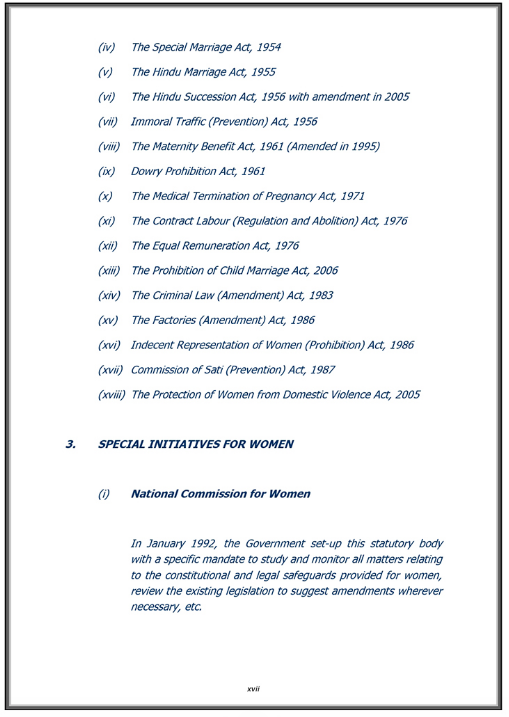 (iv) The Special Marriage Act, 1954
(v) The Hindu Marriage Act, 1955
(vi) The Hindu Succession Act, 1956 with amendment in 2005
(vii) Immoral Traffic (Prevention) Act, 1956
(viii) The Maternity Benefit Act, 1961 (Amended in 1995)
(ix) Dowry Prohibition Act, 1961
(x) The Medical Termination of Pregnancy Act, 1971
(xi) The Contract Labour (Regulation and Abolition) Act, 1976
(xii) The Equal Remuneration Act, 1976
(xiii) The Prohibition of Child Marriage Act, 2006
(xiv) The Criminal Law (Amendment) Act, 1983
(xv) The Factories (Amendment) Act, 1986
(xvi) Indecent Representation of Women (Prohibition) Act, 1986
(xvii) Commission of Sati (Prevention) Act, 1987
(xviii) The Protection of Women from Domestic Violence Act, 2005
3. SPECIAL INITIATIVES FOR WOMEN
(i) National Commission for Women
In January 1992, the Government set-up this statutory body
with a specific mandate to study and monitor all matters relating
to the constitutional and legal safeguards provided for women,
review the existing legislation to suggest amendments wherever
necessary, etc.
xvii